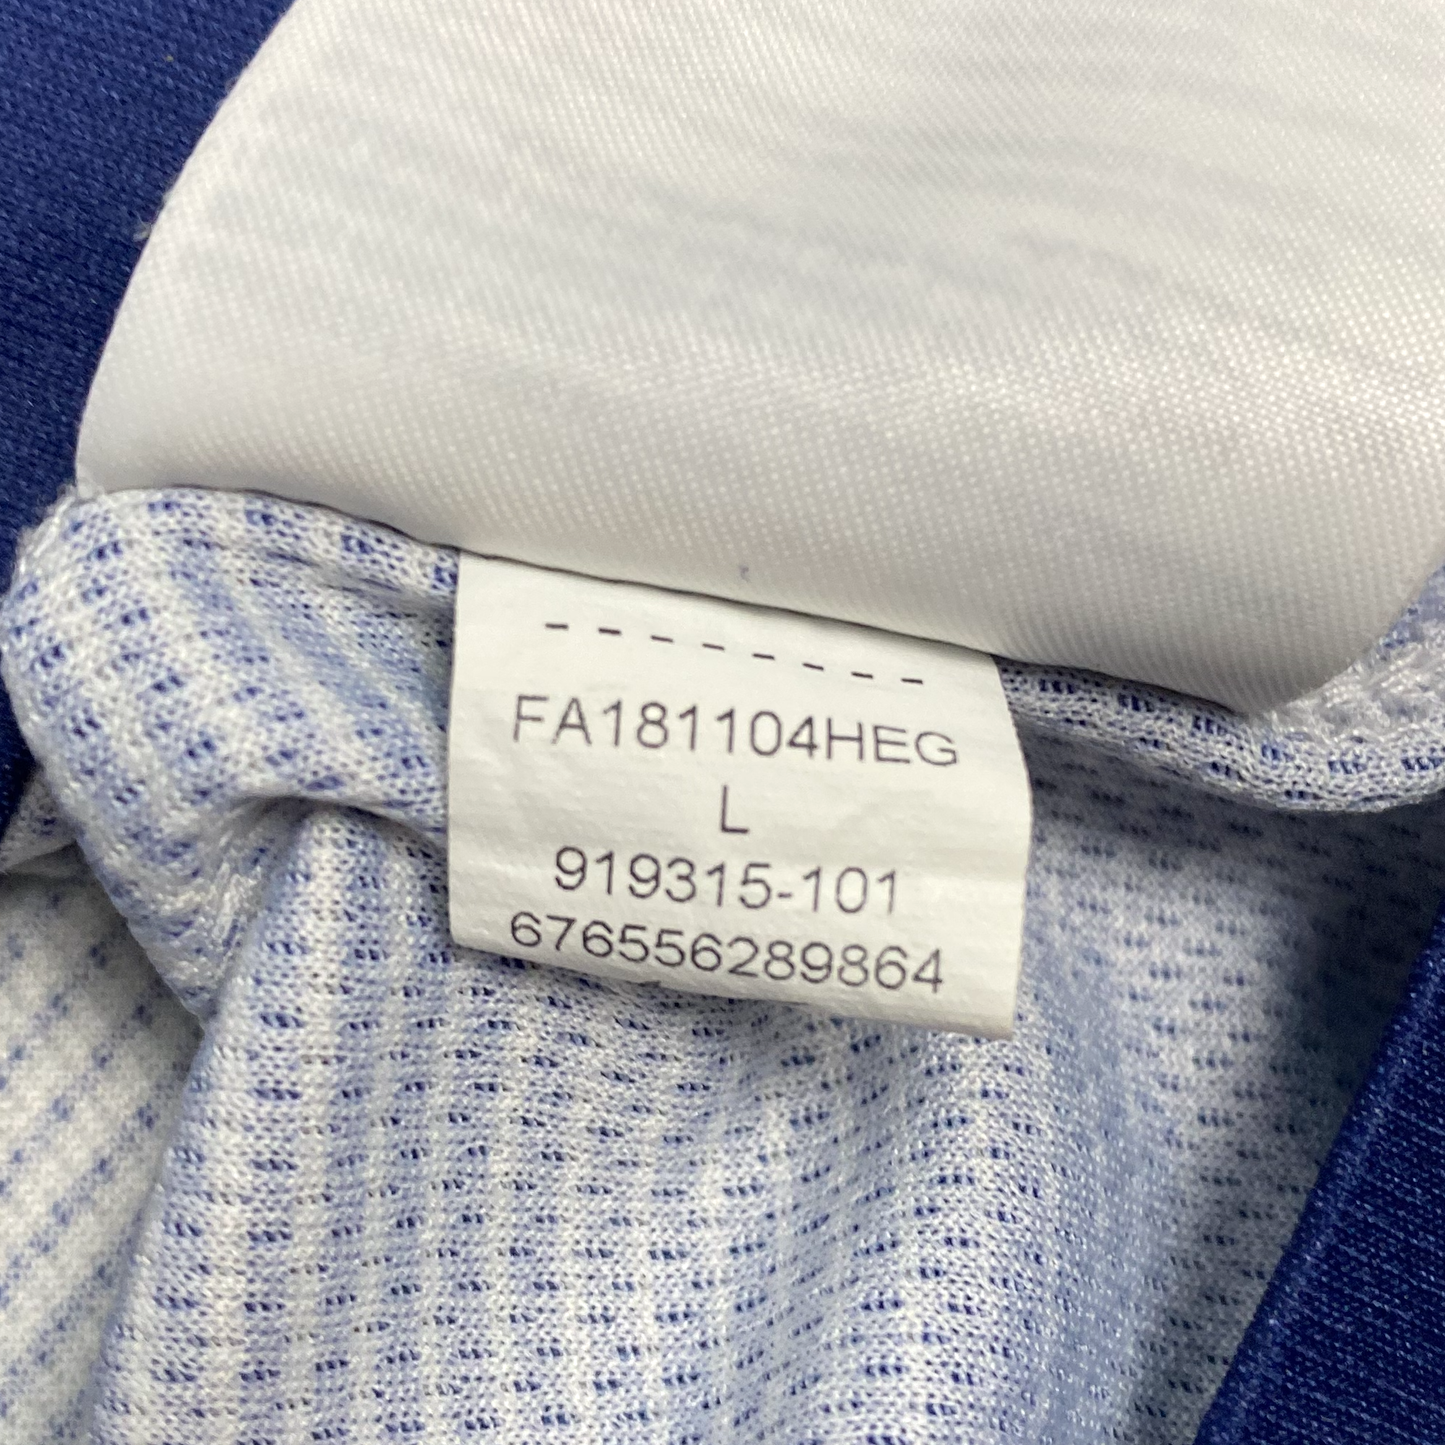 - - - - - - - -
FA181104HEG
L
919315-101
676556289864